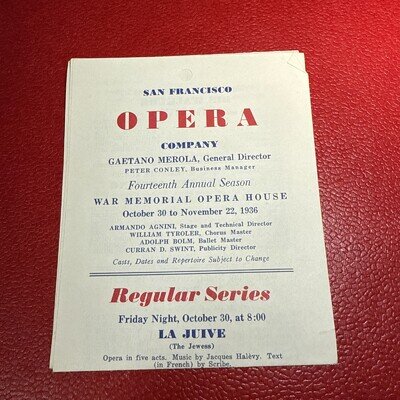 SAN FRANCISCO
OPERA
COMPANY
GAETANO MEROLA, General Director
PETER CONLEY, Business Manager
Fourteenth Annual Season
WAR MEMORIAL OPERA HOUSE
October 30 to November 22, 1936
ARMANDO AGNINI, Stage and Technical Director
WILLIAM TYROLER, Chorus Master
ADOLPH BOLM, Ballet Master
CURRAN D. SWINT, Publicity Director
Casts, Dates and Repertoire Subject to Change
Regular Series
Friday Night, October 30, at 8:00
LA JUIVE
(The Jewess)
Opera in five acts. Music by Jacques Halévy. Text
(in French) by Scribe.